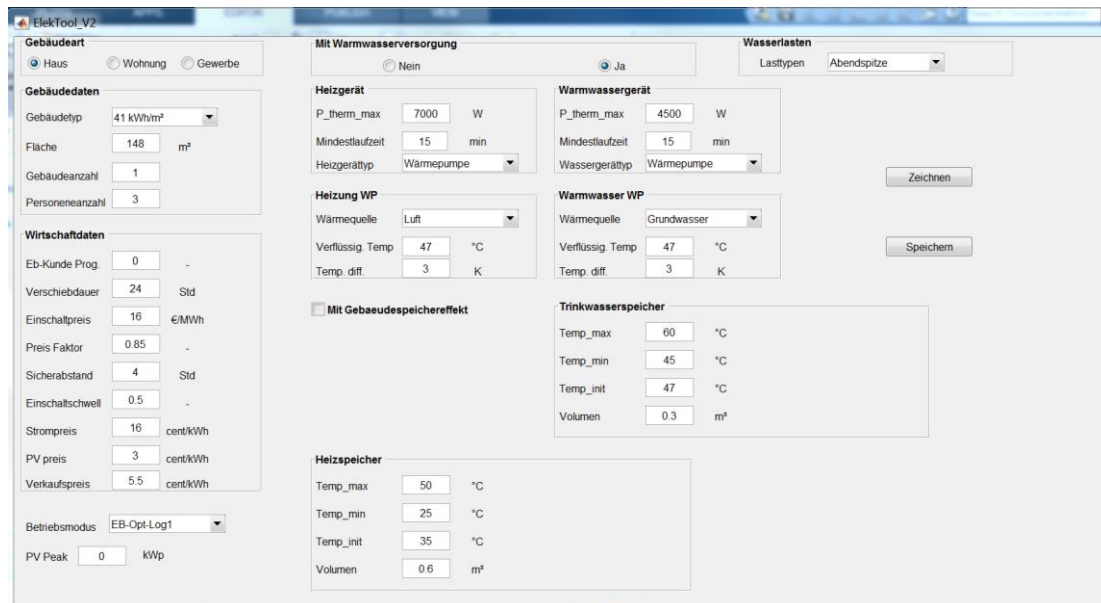 ElekTool_V2
Gebäudeart
Haus Wohnung Gewerbe
Gebäudedaten
Gebäudetyp 41 kWh/m²
Fläche 148 m²
Gebäudeanzahl 1
Personeneanzahl 3
Wirtschaftdaten
Eb-Kunde Prog. 0 -
Verschiebdauer 24 Std
Einschaltpreis 16 €/MWh
Preis Faktor 0.85 -
Sicherabstand 4 Std
Einschaltschwell 0.5 -
Strompreis 16 cent/kWh
PV preis 3 cent/kWh
Verkaufspreis 5.5 cent/kWh
Betriebsmodus EB-Opt-Log1
PV Peak 0 kWp
Mit Warmwasserversorgung
Nein Ja
Heizgerät
P_therm_max 7000 W
Mindestlaufzeit 15 min
Heizgerättyp Wärmepumpe
Warmwassergerät
P_therm_max 4500 W
Mindestlaufzeit 15 min
Wassergerättyp Wärmepumpe
Heizung WP
Wärmequelle Luft
Verflüssig. Temp 47 °C
Temp. diff. 3 K
Warmwasser WP
Wärmequelle Grundwasser
Verflüssig. Temp 47 °C
Temp. diff. 3 K
Mit Gebaeudespeichereffekt
Trinkwasserspeicher
Temp_max 60 °C
Temp_min 45 °C
Temp_init 47 °C
Volumen 0.3 m³
Heizspeicher
Temp_max 50 °C
Temp_min 25 °C
Temp_init 35 °C
Volumen 0.6 m³
Wasserlasten
Lasttypen Abendspitze
Zeichnen
Speichern